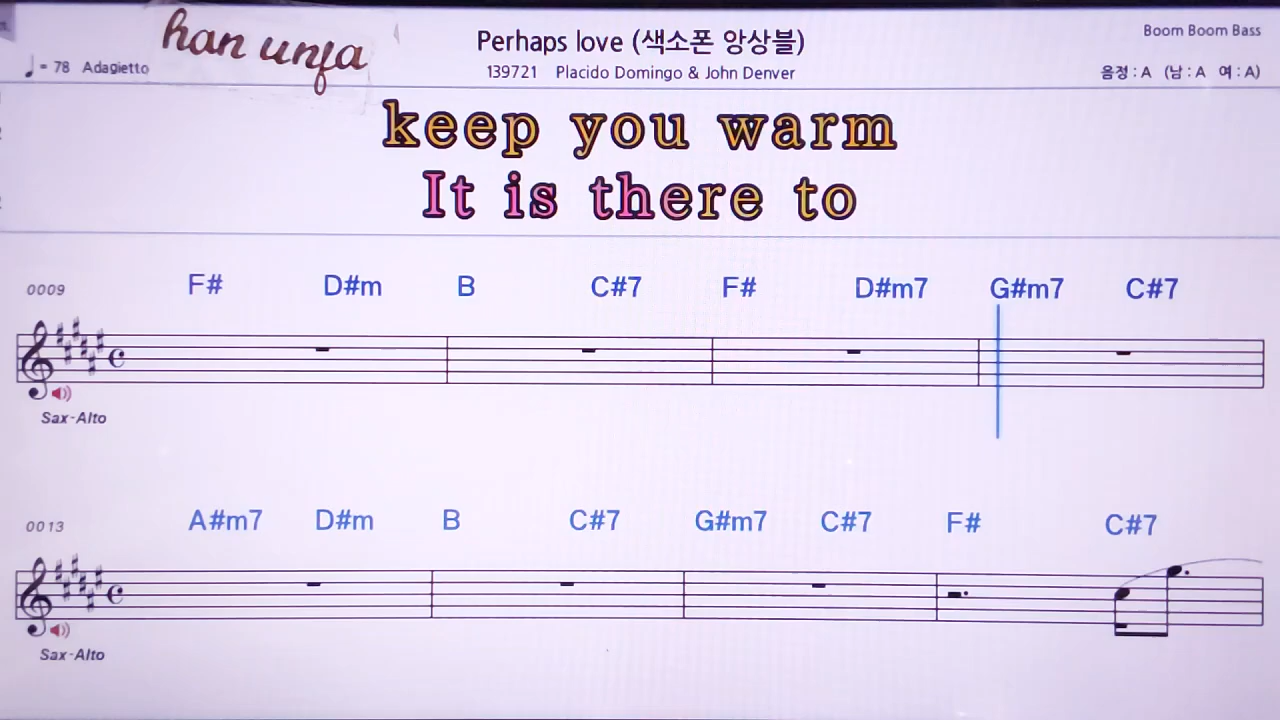 han unfa
Perhaps love (색소폰 앙상블)
Boom Boom Bass
= 78 Adagietto
139721 Placido Domingo & John Denver
음정 : A (남 : A 여 : A)
keep you warm
It is there to
0009 F# D#m B C#7 F# D#m7 G#m7 C#7
Sax-Alto
0013 A#m7 D#m B C#7 G#m7 C#7 F# C#7
Sax-Alto